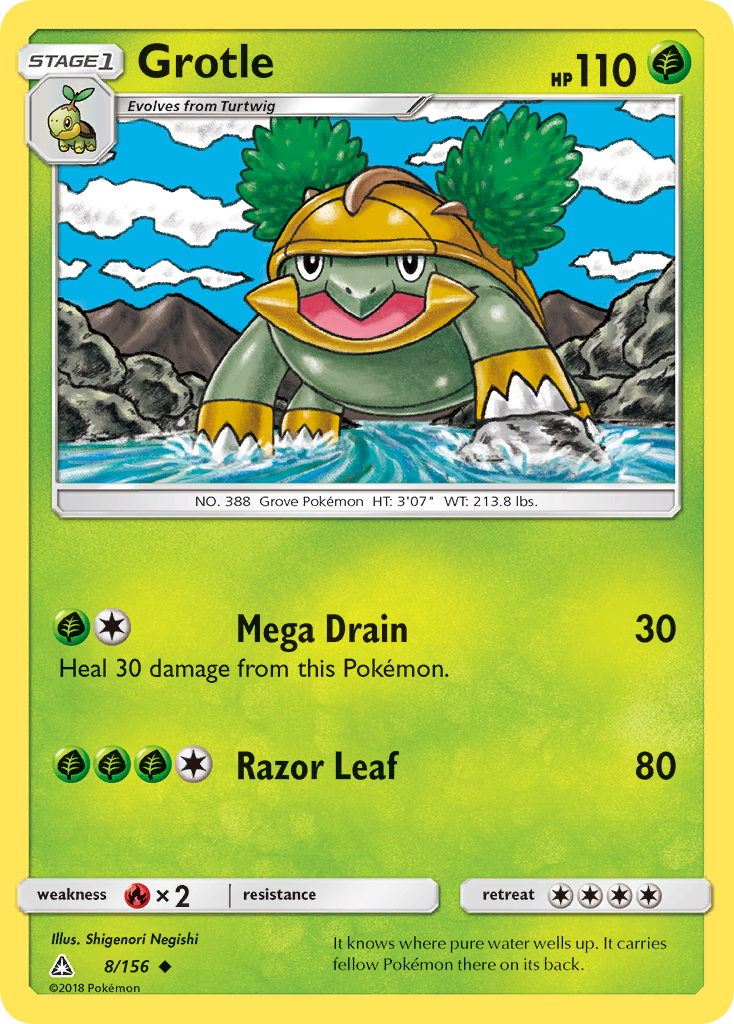 STAGE1
Grotle
HP110
Evolves from Turtwig
NO. 388 Grove Pokémon HT: 3'07" WT: 213.8 lbs.
Mega Drain 30
Heal 30 damage from this Pokémon.
Razor Leaf 80
weakness ×2 resistance retreat
Illus. Shigenori Negishi
8/156
©2018 Pokémon
It knows where pure water wells up. It carries
fellow Pokémon there on its back.